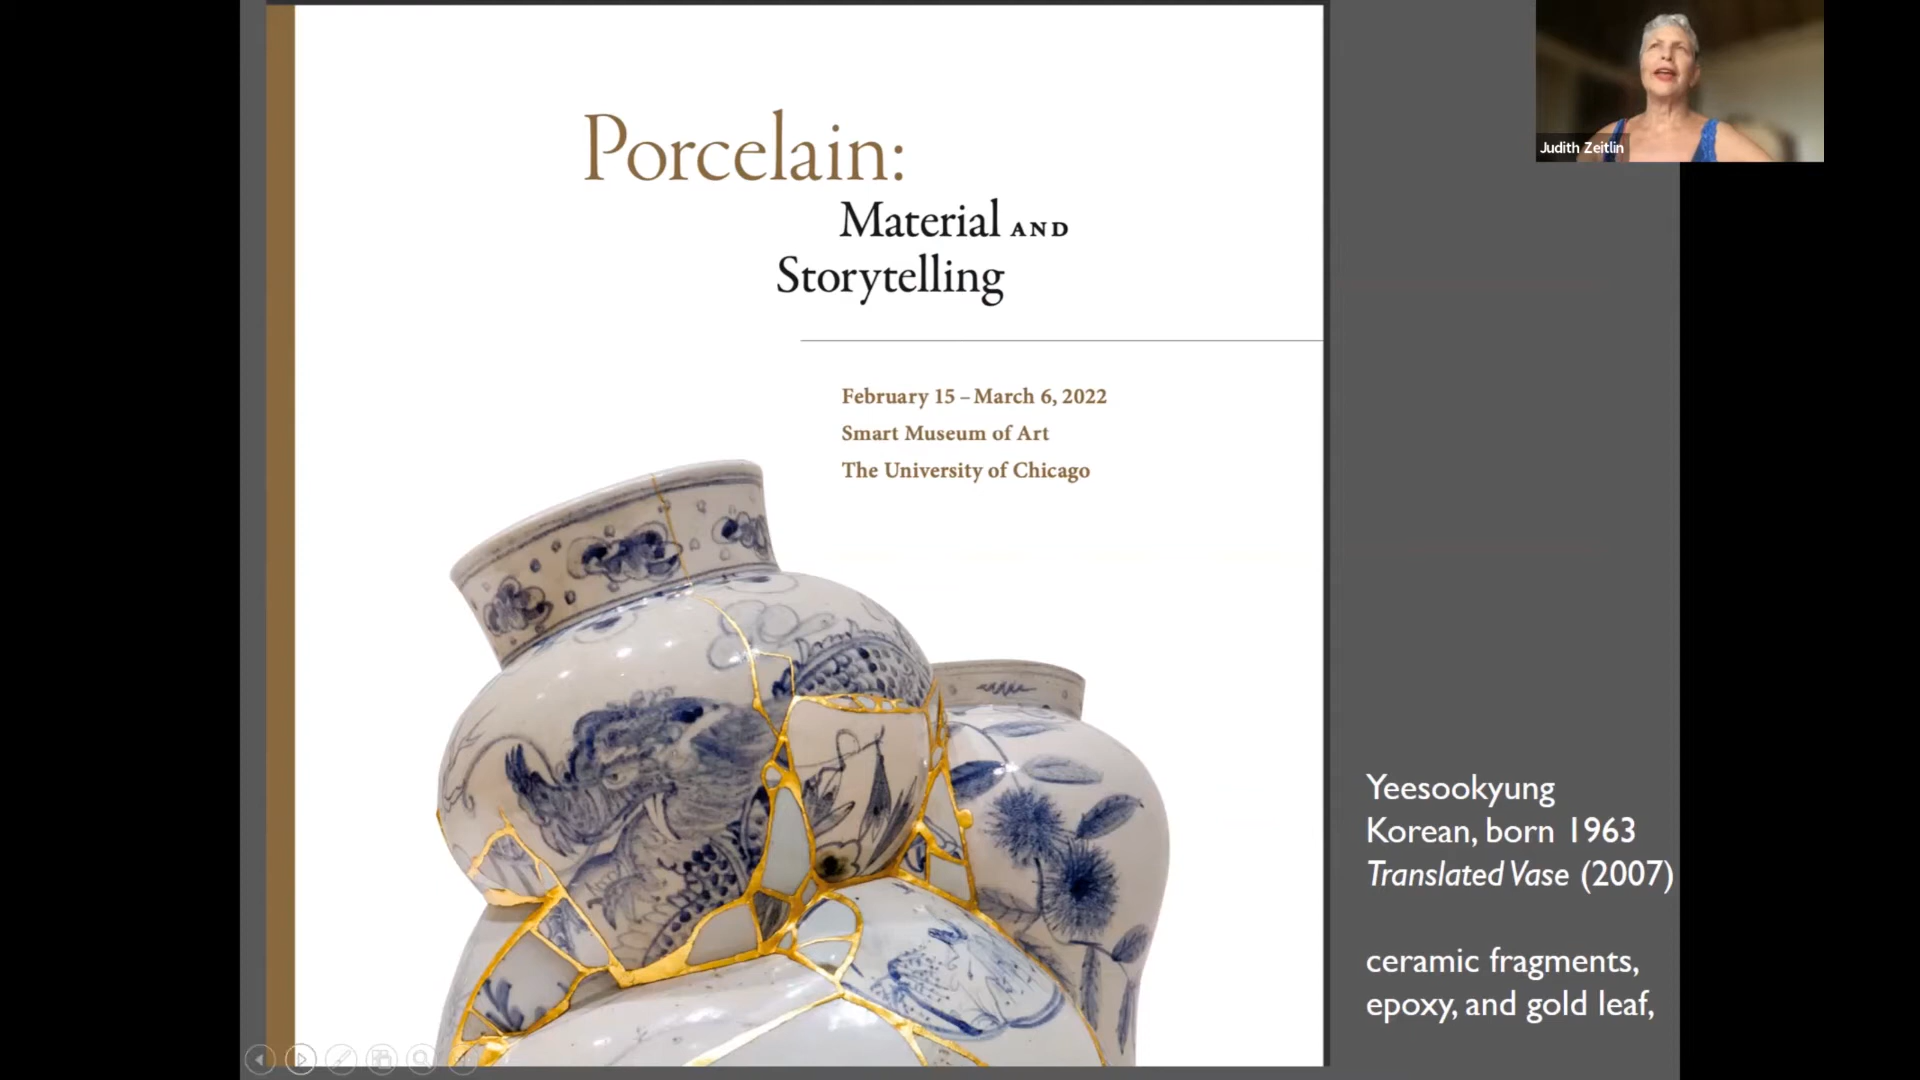 Porcelain:
Material AND
Storytelling
February 15 – March 6, 2022
Smart Museum of Art
The University of Chicago
Judith Zeitlin
Yeesookyung
Korean, born 1963
Translated Vase (2007)
ceramic fragments,
epoxy, and gold leaf,